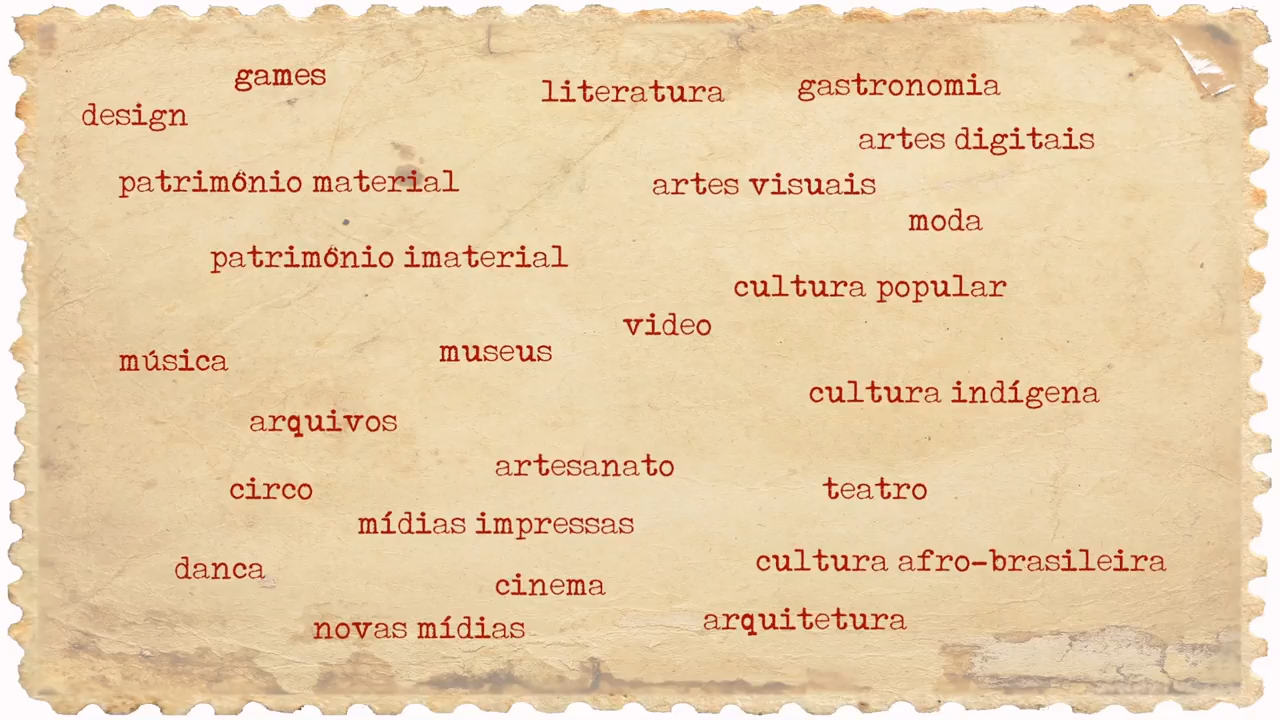 games
literatura
gastronomia
design
artes digitais
patrimônio material
artes visuais
moda
patrimônio imaterial
cultura popular
video
museus
música
cultura indígena
arquivos
artesanato
circo
teatro
mídias impressas
cultura afro-brasileira
danca
cinema
arquitetura
novas mídias